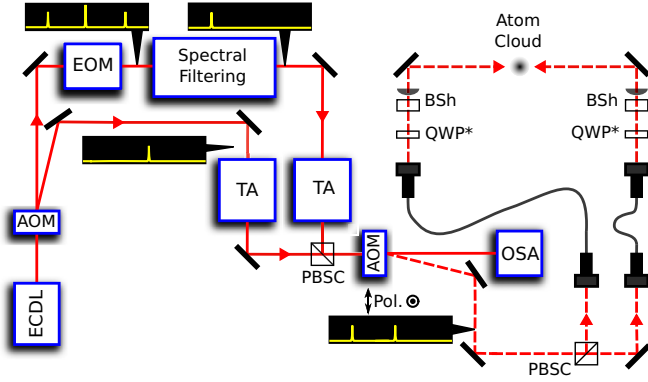 Atom
Cloud
EOM
Spectral
Filtering
BSh
BSh
QWP*
QWP*
TA
TA
AOM
PBSC
AOM
OSA
ECDL
Pol.
PBSC